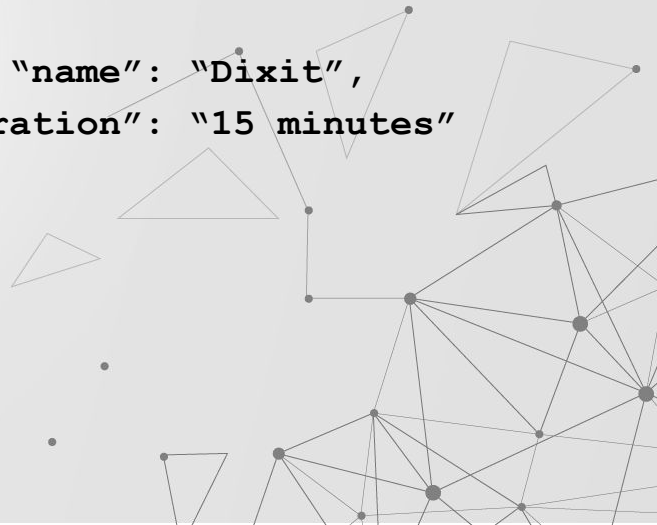 “name”: “Dixit”,
ration”: “15 minutes”